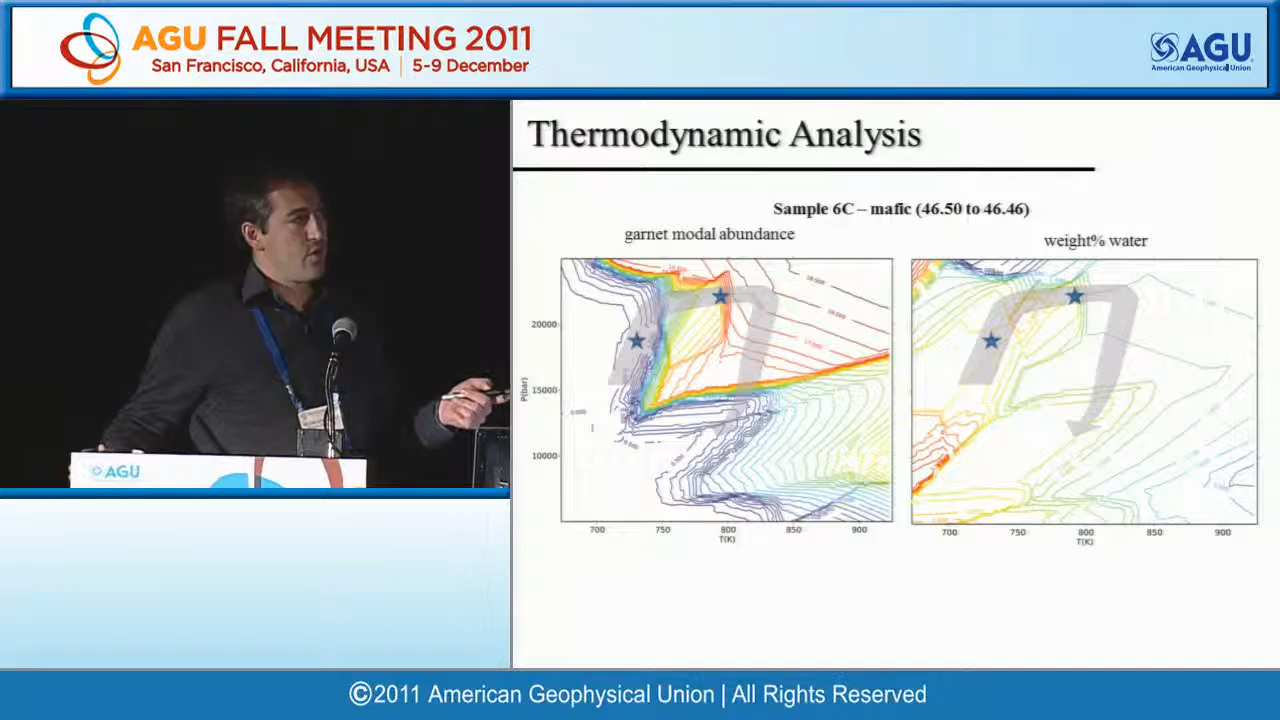 AGU FALL MEETING 2011
San Francisco, California, USA | 5-9 December
AGU
American Geophysical Union
Thermodynamic Analysis
Sample 6C – mafic (46.50 to 46.46)
garnet modal abundance
weight% water
20000
15000
10000
P(bar)
700 750 800 850 900
T(K)
700 750 800 850 900
T(K)
AGU
©2011 American Geophysical Union | All Rights Reserved